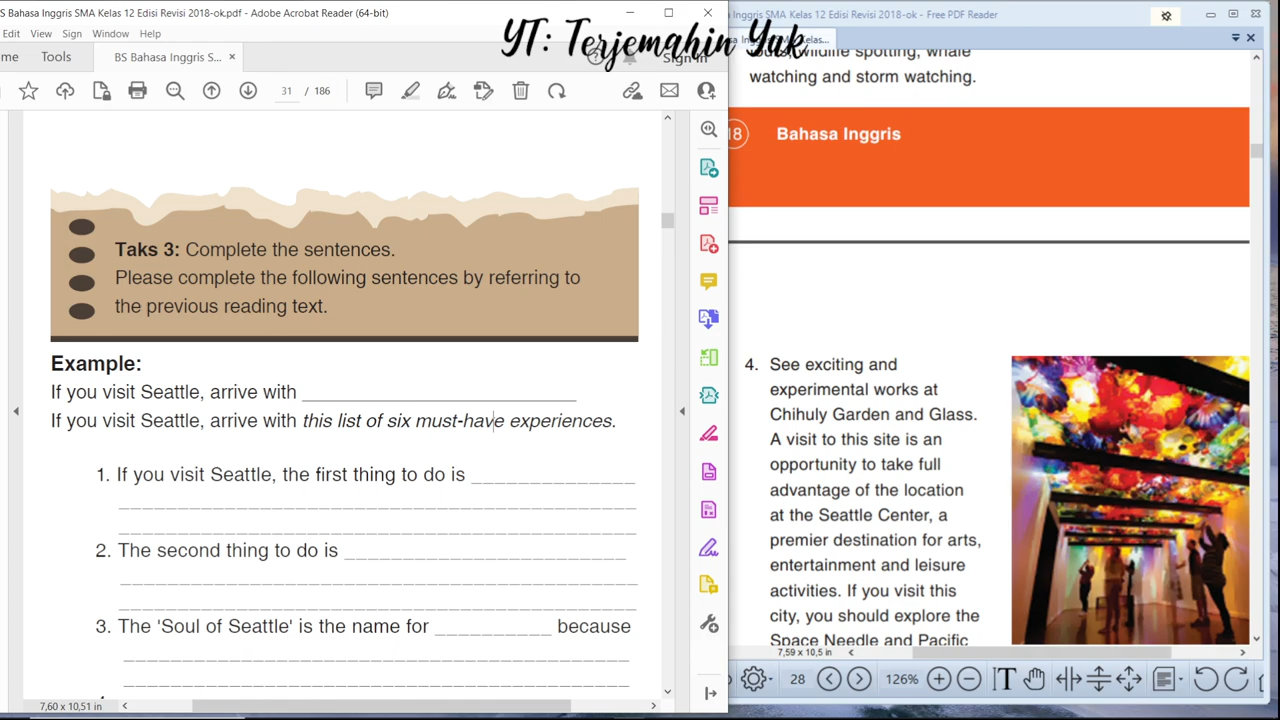 S Bahasa Inggris SMA Kelas 12 Edisi Revisi 2018-ok.pdf - Adobe Acrobat Reader (64-bit)
Edit View Sign Window Help
me Tools BS Bahasa Inggris S...
Sign In
31 / 186
YT: Terjemahin Yuk
Taks 3: Complete the sentences.
Please complete the following sentences by referring to
the previous reading text.
Example:
If you visit Seattle, arrive with
If you visit Seattle, arrive with this list of six must-have experiences.
1. If you visit Seattle, the first thing to do is
2. The second thing to do is
3. The 'Soul of Seattle' is the name for __________ because
7,60 x 10,51 in
Bahasa Inggris SMA Kelas 12 Edisi Revisi 2018-ok - Free PDF Reader
tours, wildlife spotting, whale
watching and storm watching.
18 Bahasa Inggris
4. See exciting and
experimental works at
Chihuly Garden and Glass.
A visit to this site is an
opportunity to take full
advantage of the location
at the Seattle Center, a
premier destination for arts,
entertainment and leisure
activities. If you visit this
city, you should explore the
Space Needle and Pacific
7,59 x 10,5 in
28
126%